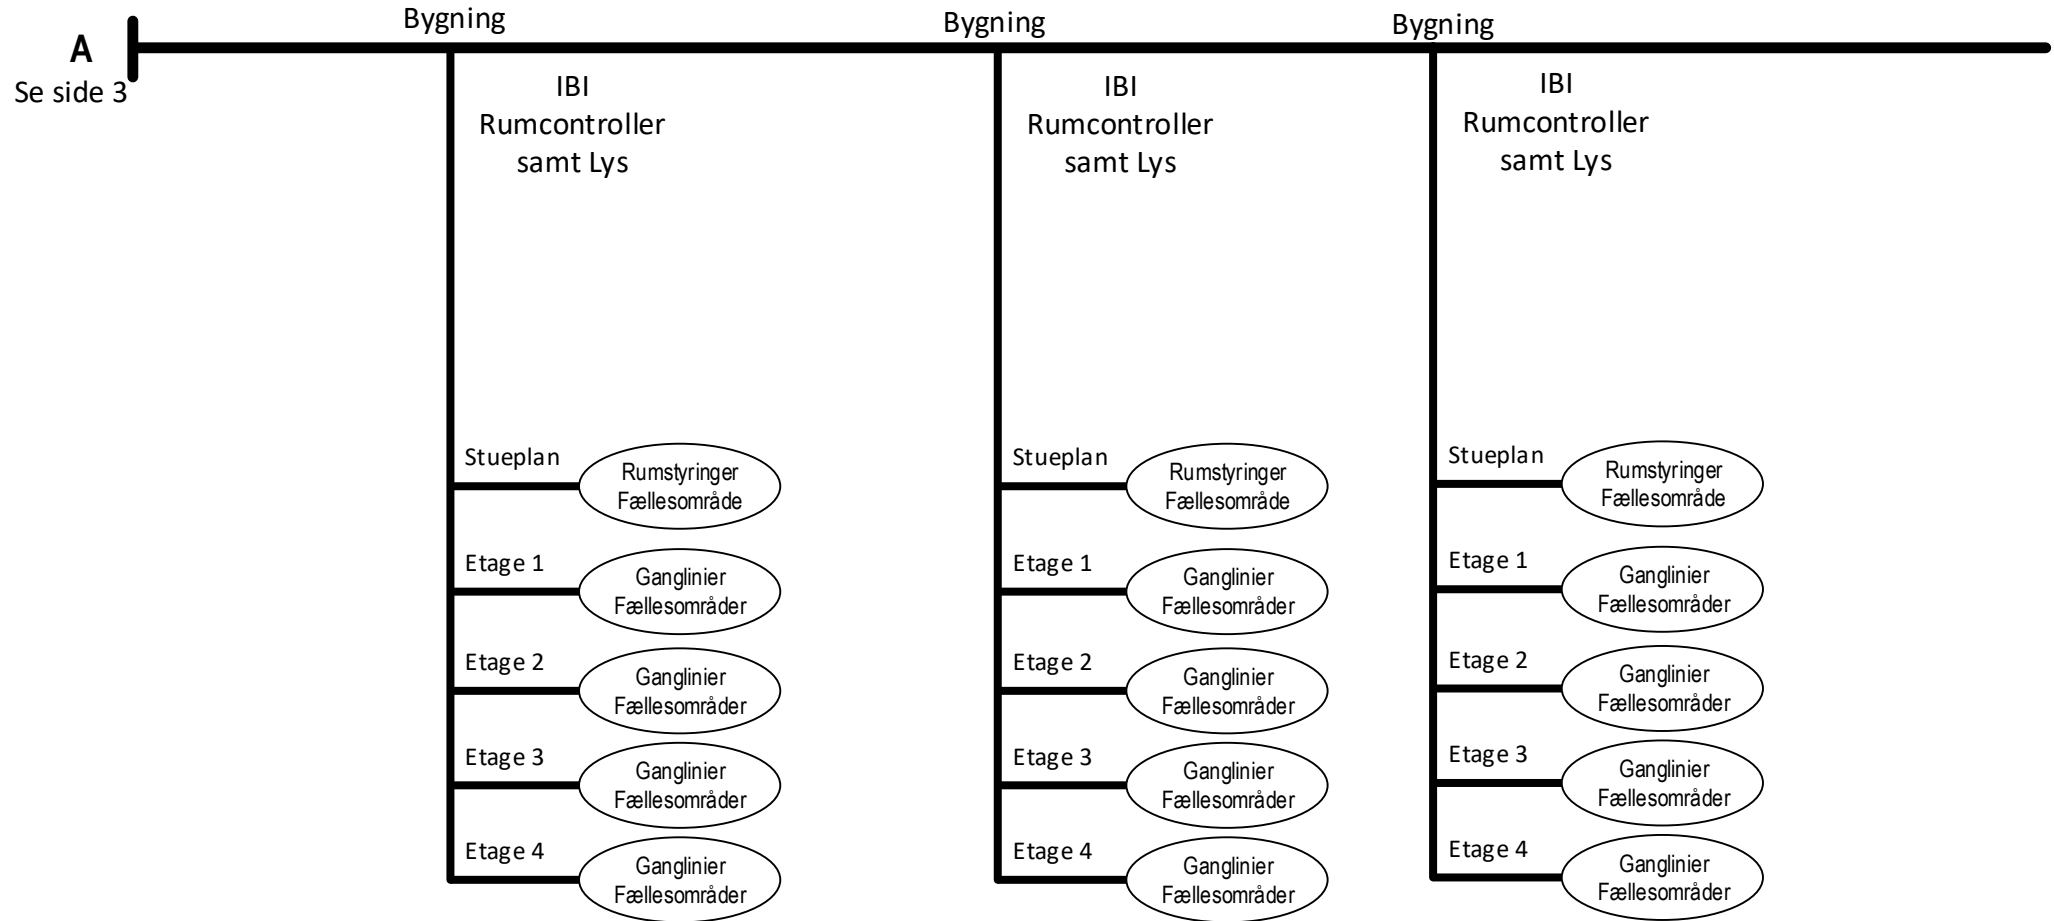 A
Se side 3
Bygning
IBI
Rumcontroller
samt Lys
Stueplan
Rumstyringer
Fællesområde
Etage 1
Ganglinier
Fællesområder
Etage 2
Ganglinier
Fællesområder
Etage 3
Ganglinier
Fællesområder
Etage 4
Ganglinier
Fællesområder
Bygning
IBI
Rumcontroller
samt Lys
Stueplan
Rumstyringer
Fællesområde
Etage 1
Ganglinier
Fællesområder
Etage 2
Ganglinier
Fællesområder
Etage 3
Ganglinier
Fællesområder
Etage 4
Ganglinier
Fællesområder
Bygning
IBI
Rumcontroller
samt Lys
Stueplan
Rumstyringer
Fællesområde
Etage 1
Ganglinier
Fællesområder
Etage 2
Ganglinier
Fællesområder
Etage 3
Ganglinier
Fællesområder
Etage 4
Ganglinier
Fællesområder